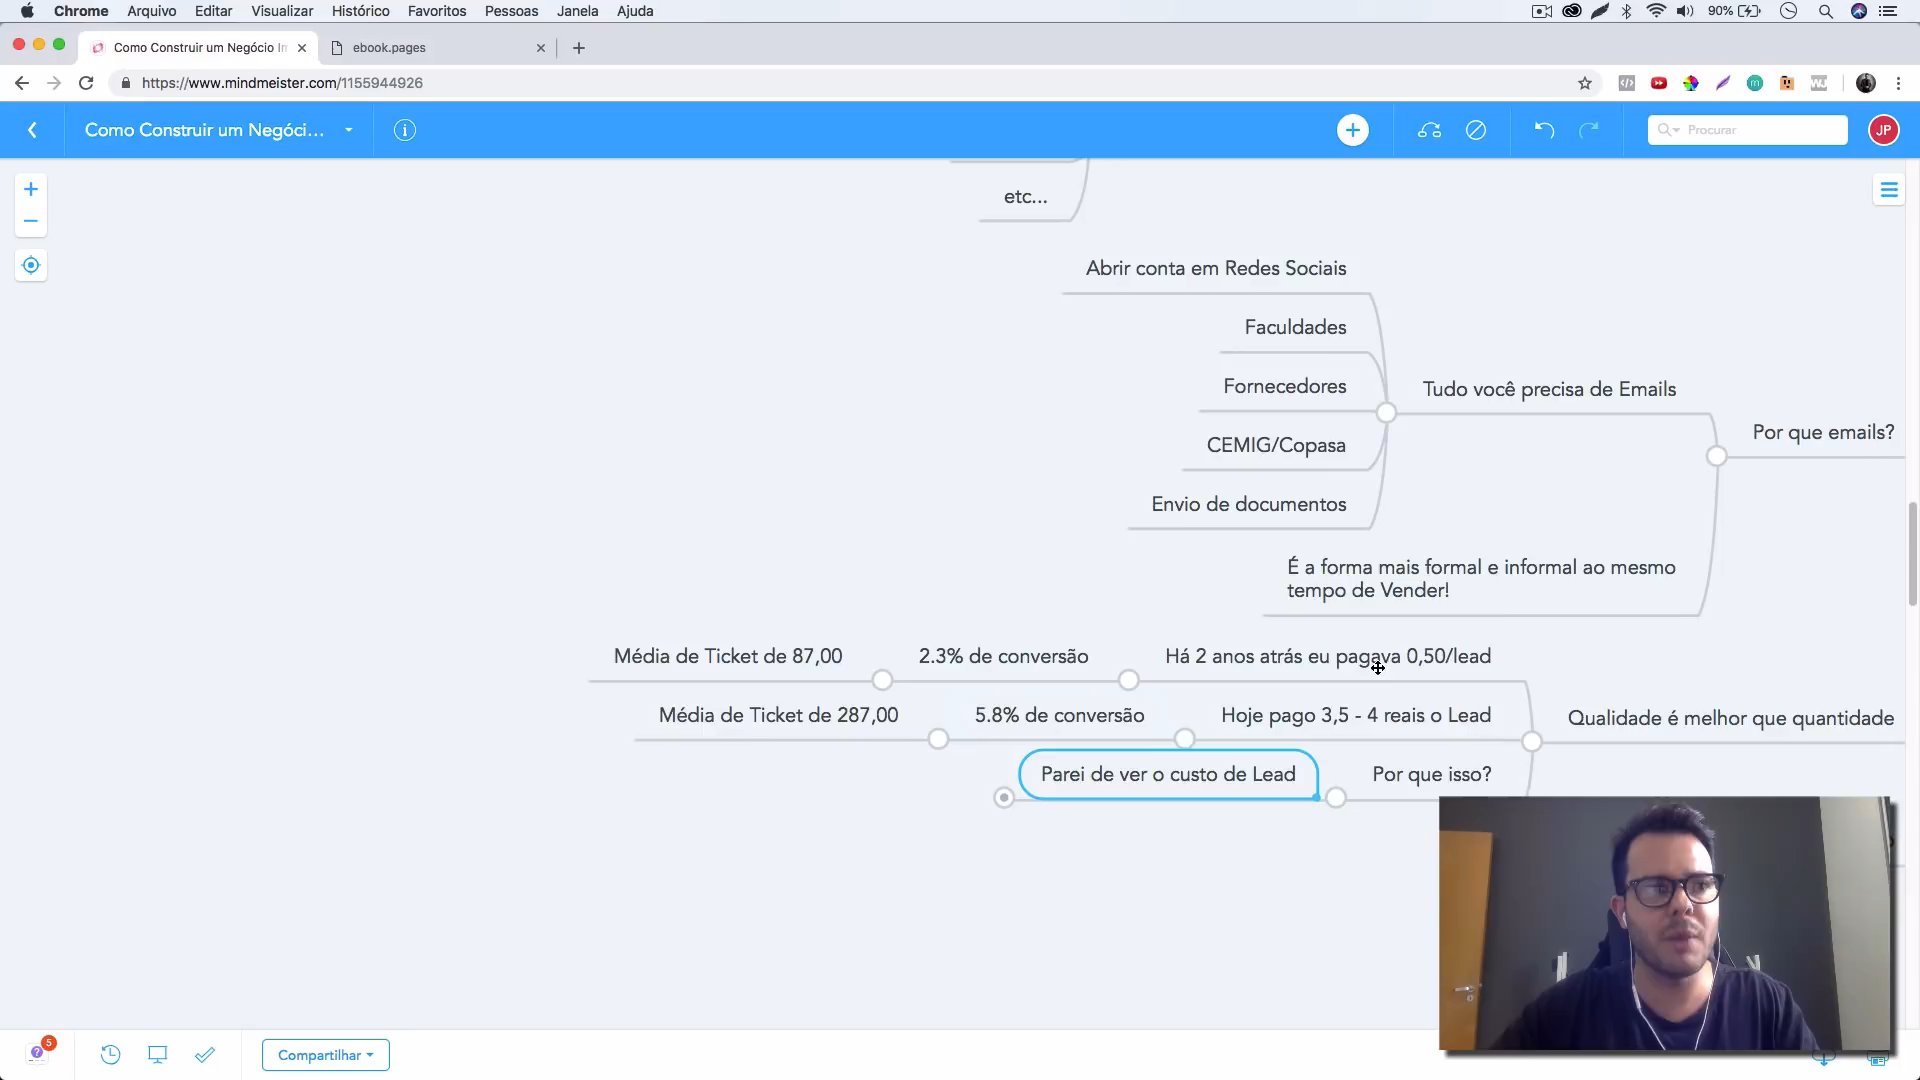 Chrome Arquivo Editar Visualizar Histórico Favoritos Pessoas Janela Ajuda 90%
Como Construir um Negócio In
ebook.pages
https://www.mindmeister.com/1155944926
Como Construir um Negóci...
Procurar
JP
etc...
Abrir conta em Redes Sociais
Faculdades
Fornecedores
CEMIG/Copasa
Envio de documentos
Tudo você precisa de Emails
Por que emails?
É a forma mais formal e informal ao mesmo
tempo de Vender!
Média de Ticket de 87,00 2.3% de conversão Há 2 anos atrás eu pagava 0,50/lead
Média de Ticket de 287,00 5.8% de conversão Hoje pago 3,5 - 4 reais o Lead
Qualidade é melhor que quantidade
Parei de ver o custo de Lead Por que isso?
5
Compartilhar